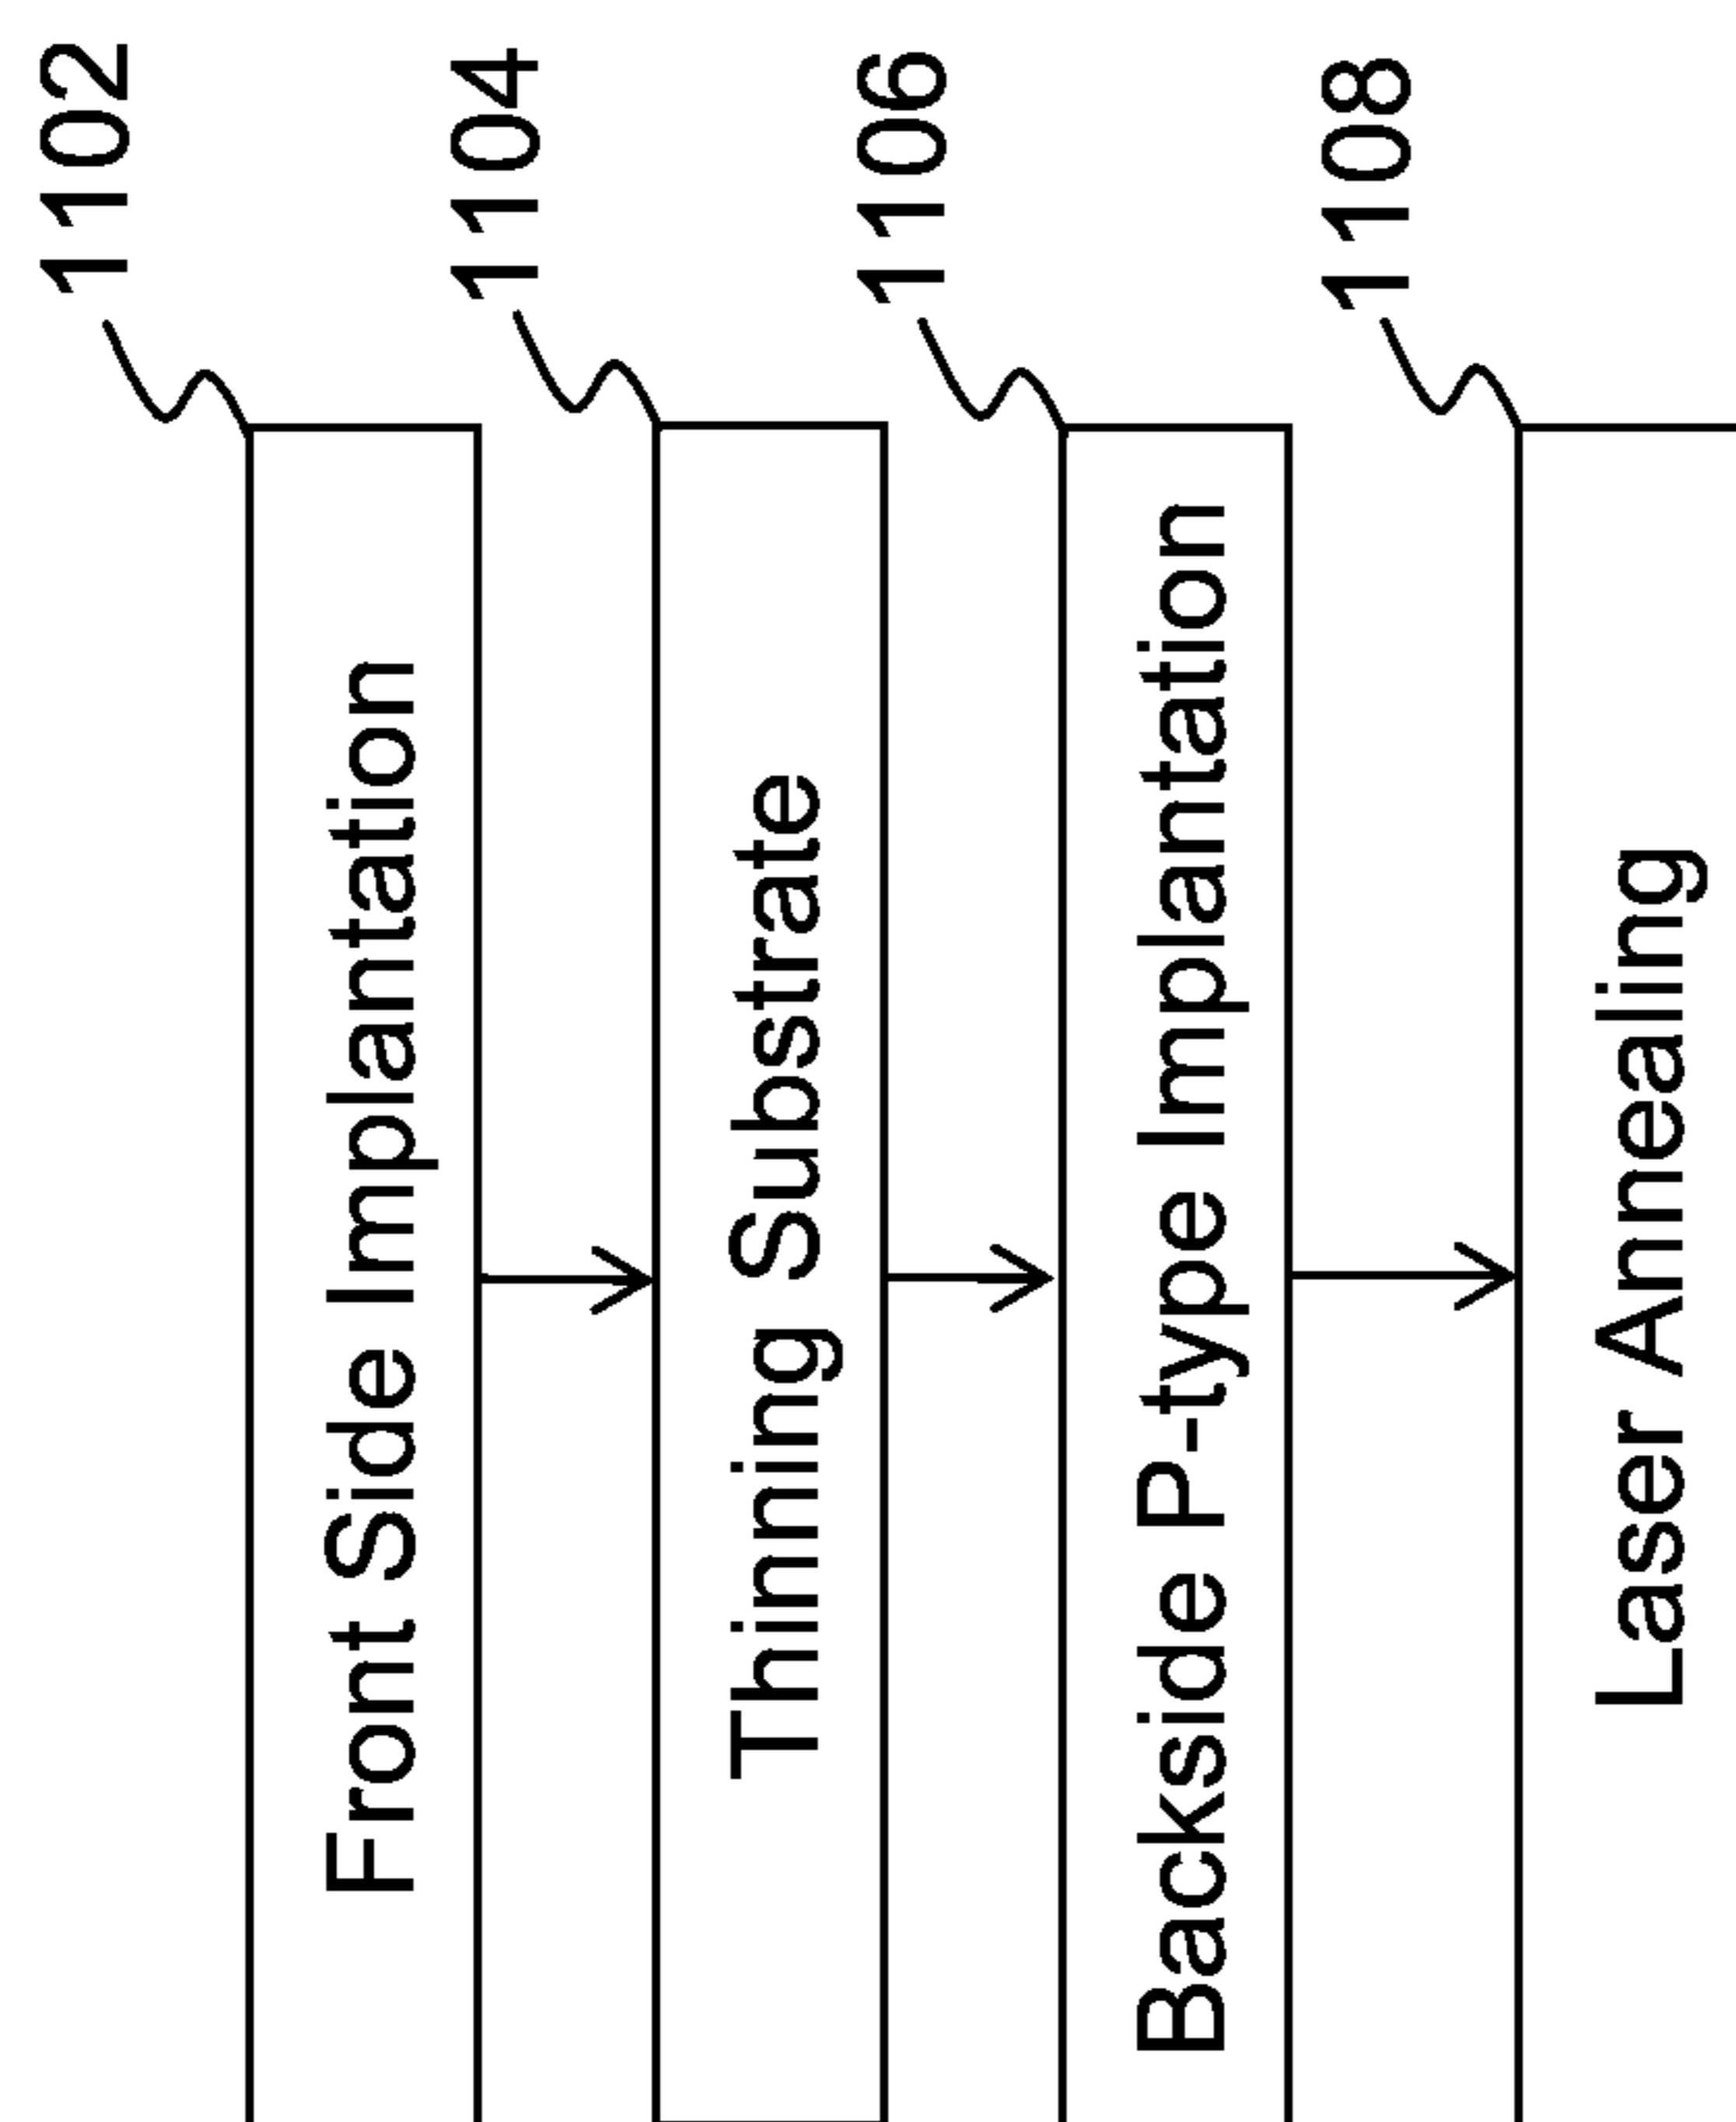 1102
Front Side Implantation
1104
Thinning Substrate
1106
Backside P-type Implantation
1108
Laser Annealing